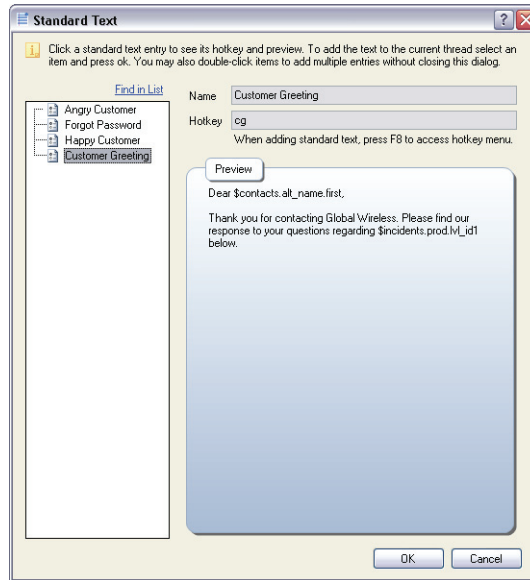 Standard Text
Click a standard text entry to see its hotkey and preview. To add the text to the current thread select an
item and press ok. You may also double-click items to add multiple entries without closing this dialog.
Find in List
Angry Customer
Forgot Password
Happy Customer
Customer Greeting
Name
Customer Greeting
Hotkey
cg
When adding standard text, press F8 to access hotkey menu.
Preview
Dear $contacts.alt_name.first,
Thank you for contacting Global Wireless. Please find our
response to your questions regarding $incidents.prod.lvl_id1
below.
OK
Cancel